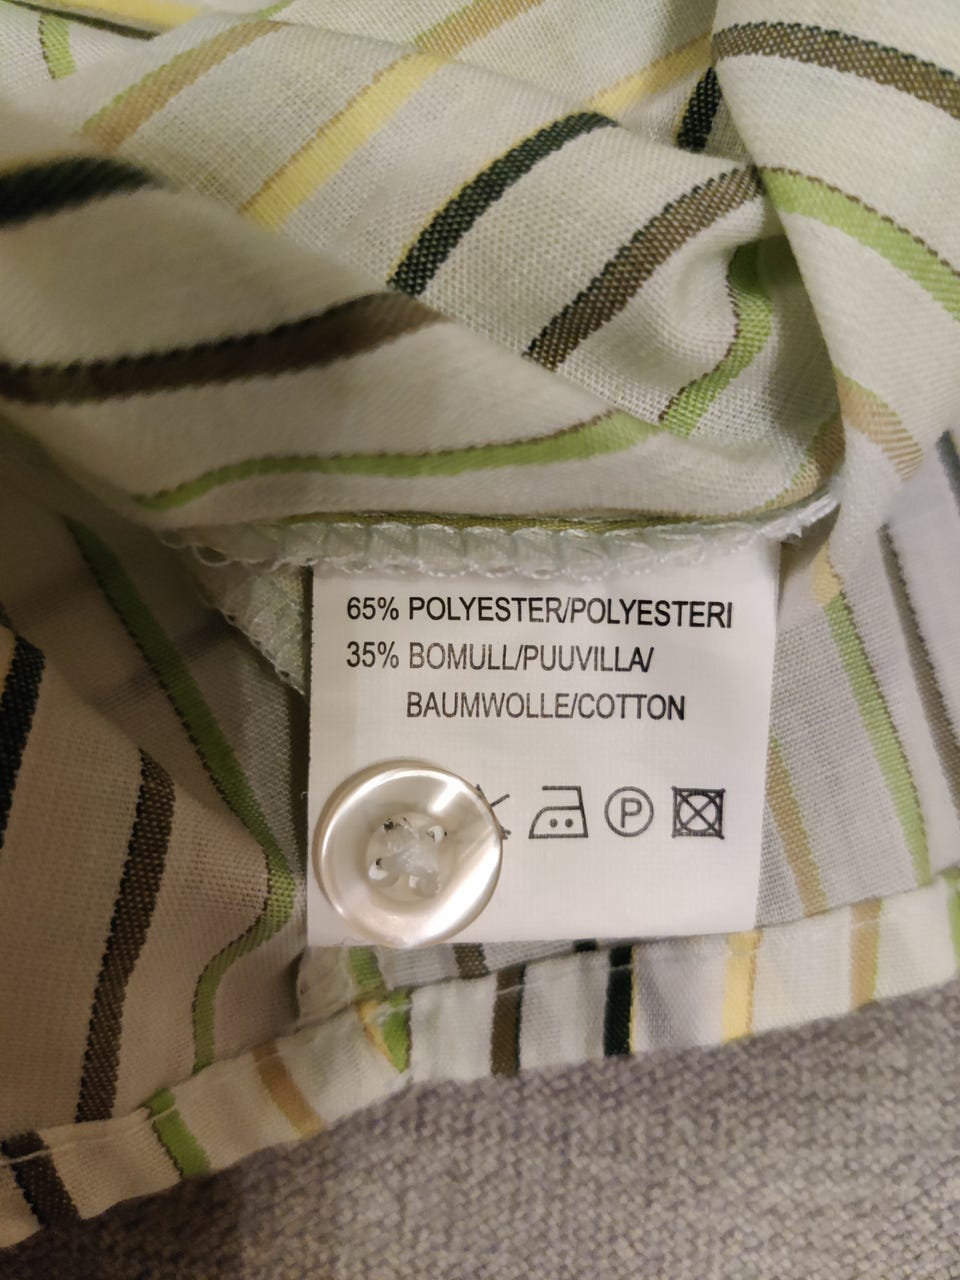 65% POLYESTER/POLYESTERI
35% BOMULL/PUUVILLA/
BAUMWOLLE/COTTON
P